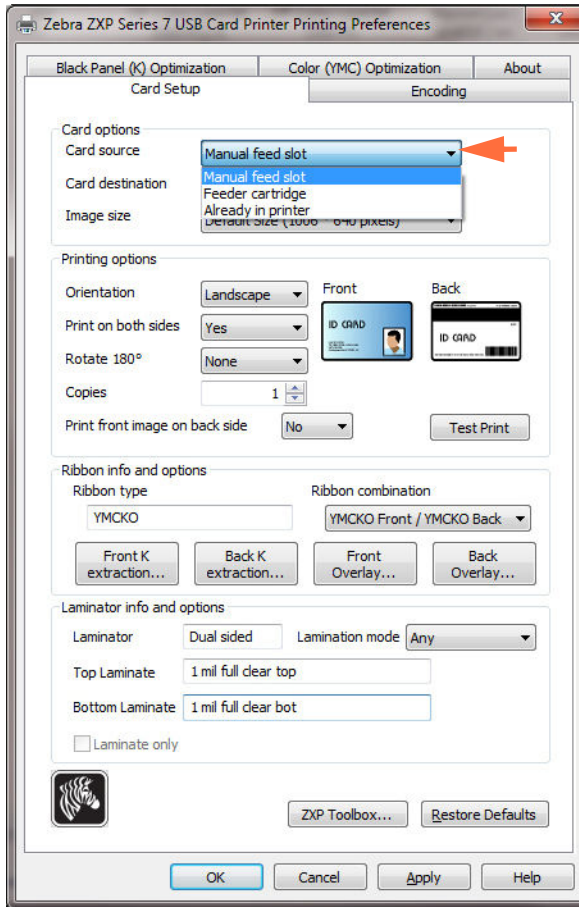 Zebra ZXP Series 7 USB Card Printer Printing Preferences
Black Panel (K) Optimization Color (YMC) Optimization About
Card Setup Encoding
Card options
Card source Manual feed slot
Manual feed slot
Card destination
Feeder cartridge
Already in printer
Image size
Printing options
Orientation Landscape Front Back
Print on both sides Yes
ID CARD
ID CARD
Rotate 180° None
Copies 1
Print front image on back side No Test Print
Ribbon info and options
Ribbon type Ribbon combination
YMCKO YMCKO Front / YMCKO Back
Front K Back K Front Back
extraction... extraction... Overlay... Overlay...
Laminator info and options
Laminator Dual sided Lamination mode Any
Top Laminate 1 mil full clear top
Bottom Laminate 1 mil full clear bot
Laminate only
ZXP Toolbox... Restore Defaults
OK Cancel Apply Help